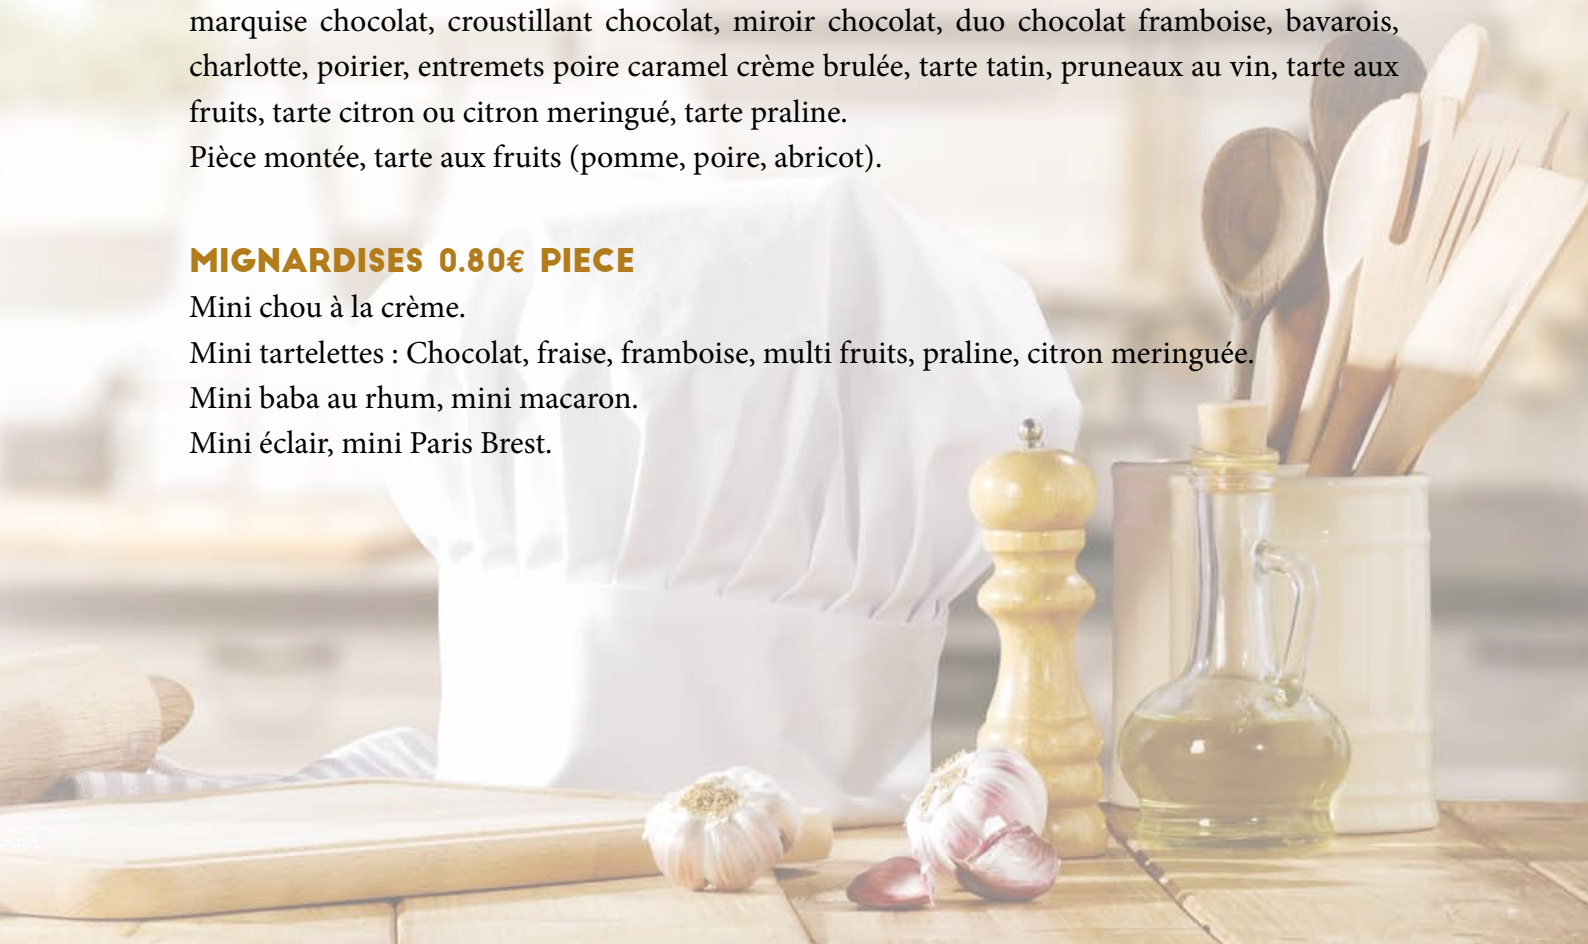 marquise chocolat, croustillant chocolat, miroir chocolat, duo chocolat framboise, bavarois,
charlotte, poirier, entremets poire caramel crème brulée, tarte tatin, pruneaux au vin, tarte aux
fruits, tarte citron ou citron meringué, tarte praline.
Pièce montée, tarte aux fruits (pomme, poire, abricot).
MIGNARDISES 0.80€ PIECE
Mini chou à la crème.
Mini tartelettes : Chocolat, fraise, framboise, multi fruits, praline, citron meringuée.
Mini baba au rhum, mini macaron.
Mini éclair, mini Paris Brest.